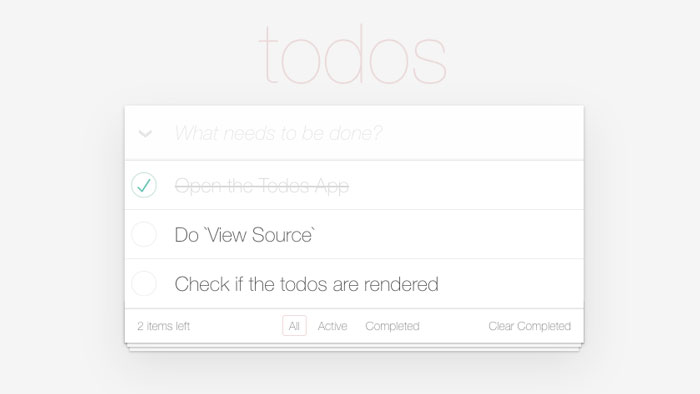 todos
What needs to be done?
Open the Todos App
Do `View Source`
Check if the todos are rendered
2 items left All Active Completed Clear Completed